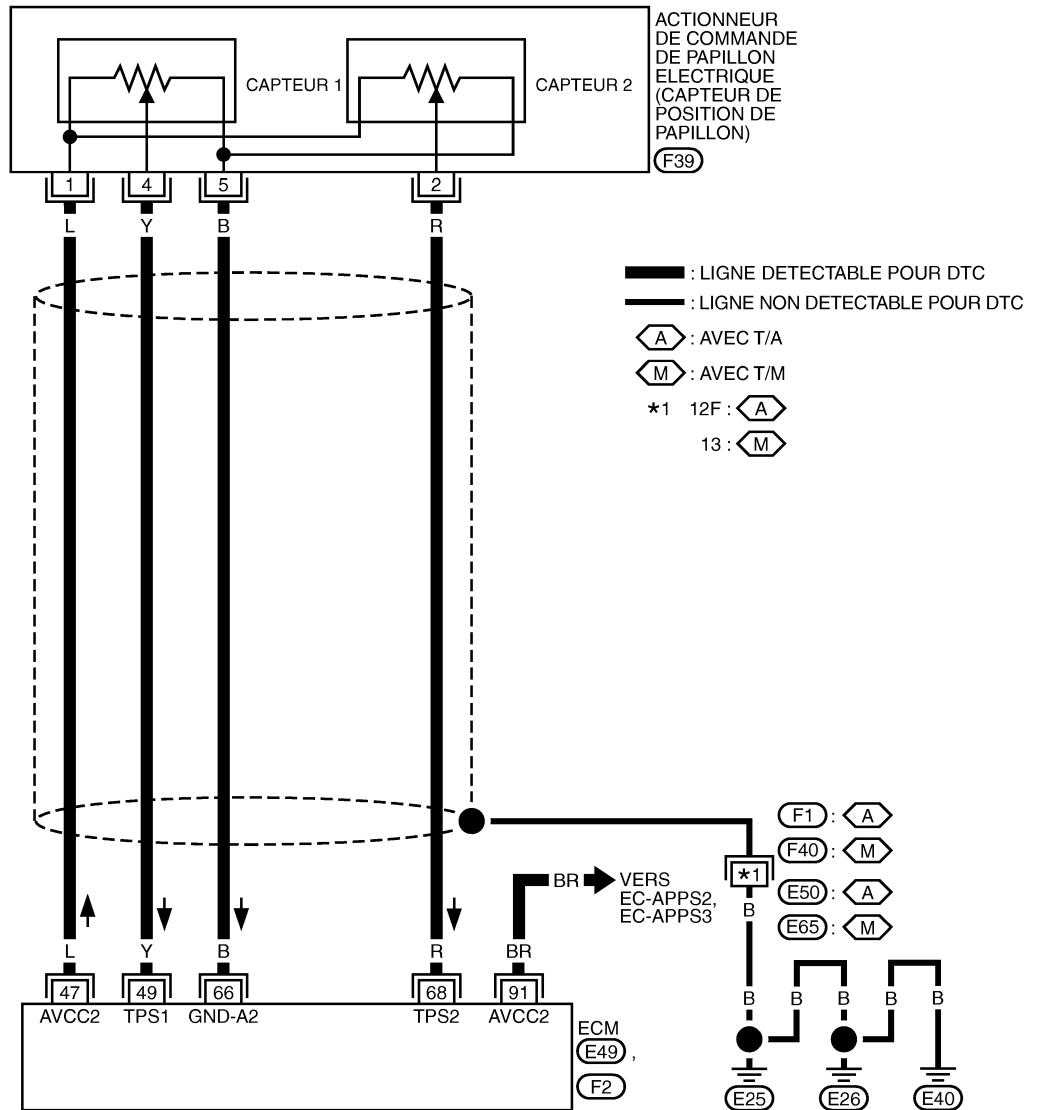 ACTIONNEUR
DE COMMANDE
DE PAPILLON
ELECTRIQUE
(CAPTEUR DE
POSITION DE
PAPILLON)
F39
CAPTEUR 1
CAPTEUR 2
1 4 5 2
L Y B R
: LIGNE DETECTABLE POUR DTC
: LIGNE NON DETECTABLE POUR DTC
A : AVEC T/A
M : AVEC T/M
*1 12F : A
13 : M
F1 : A
F40 : M
E50 : A
E65 : M
*1
B
BR
VERS
EC-APPS2,
EC-APPS3
L Y B R BR
47 49 66 68 91
AVCC2 TPS1 GND-A2 TPS2 AVCC2
ECM
E49 ,
F2
B B B B B
E25 E26 E40